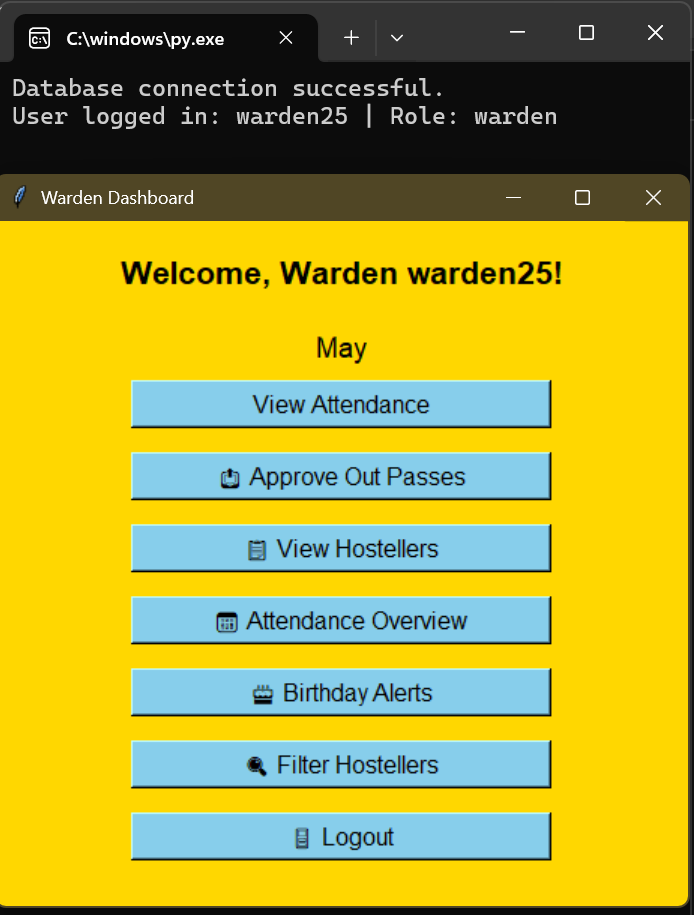 C:\windows\py.exe
Database connection successful.
User logged in: warden25 | Role: warden
Warden Dashboard
Welcome, Warden warden25!
May
View Attendance
📤 Approve Out Passes
📋 View Hostellers
📅 Attendance Overview
🎂 Birthday Alerts
🔍 Filter Hostellers
Logout